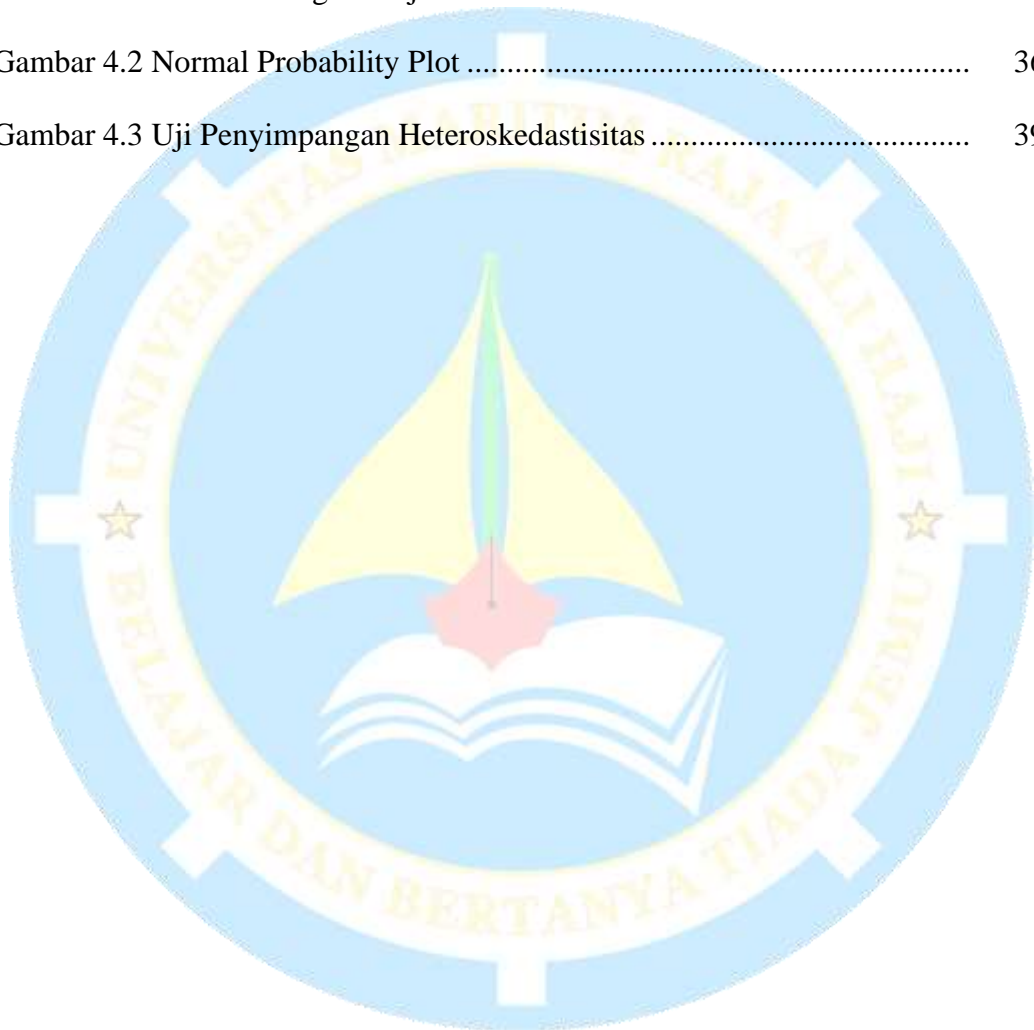 Gambar 4.2 Normal Probability Plot ................................................................
Gambar 4.3 Uji Penyimpangan Heteroskedastisitas ........................................
UNIVERSITAS MARITIM RAJA ALI HAJI
BELAJAR DAN BERTANYA TIADA JEMU